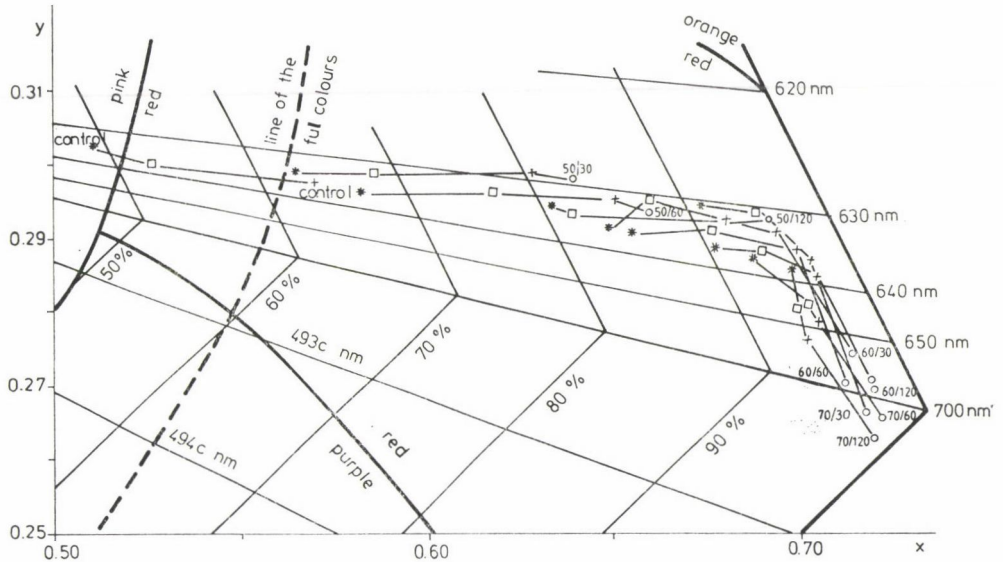 y
orange
red
pink
red
line of the
full colours
620 nm
0.31
control
50/30
control
50/60
50/120
630 nm
0.29
50%
60 %
640 nm
493c nm
70 %
650 nm
60/30
0.27
80 %
60/60
60/120
700 nm
70/30
70/60
494c nm
red
purple
90 %
70/120
0.25
0.50
0.60
0.70
x